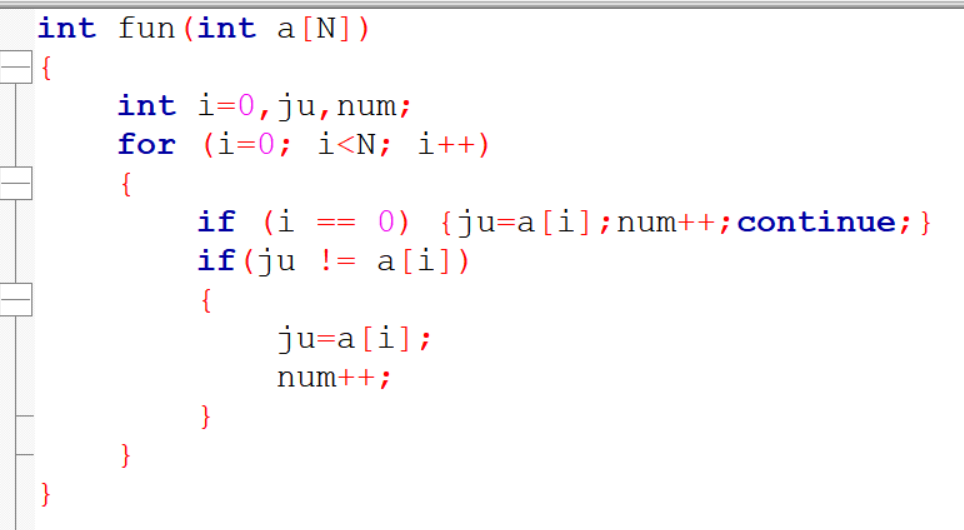 int fun(int a[N])
{
int i=0,ju,num;
for (i=0; i<N; i++)
{
if (i == 0) {ju=a[i];num++;continue;}
if(ju != a[i])
{
ju=a[i];
num++;
}
}
}